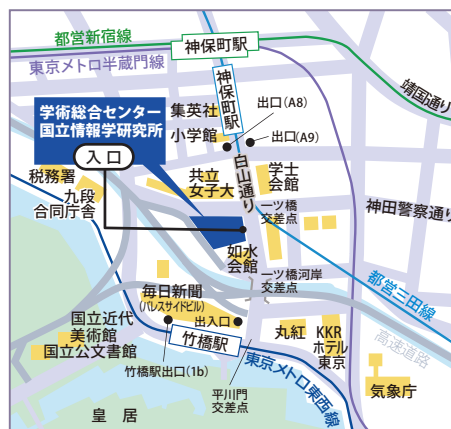 都営新宿線
神保町駅
東京メトロ半蔵門線
靖国通り
神保町駅
学術総合センター
国立情報学研究所
入口
集英社
小学館
出口(A8)
出口(A9)
白山通り
税務署
九段
合同庁舎
共立
女子大
学士
会館
一ツ橋
交差点
神田警察通り
如水
会館
一ツ橋河岸
交差点
都営三田線
毎日新聞
(パレスサイドビル)
出入口
国立近代
美術館
国立公文書館
竹橋駅
丸紅
KKR
ホテル
東京
高速道路
竹橋駅出口(1b)
平川門
交差点
東京メトロ東西線
気象庁
皇居